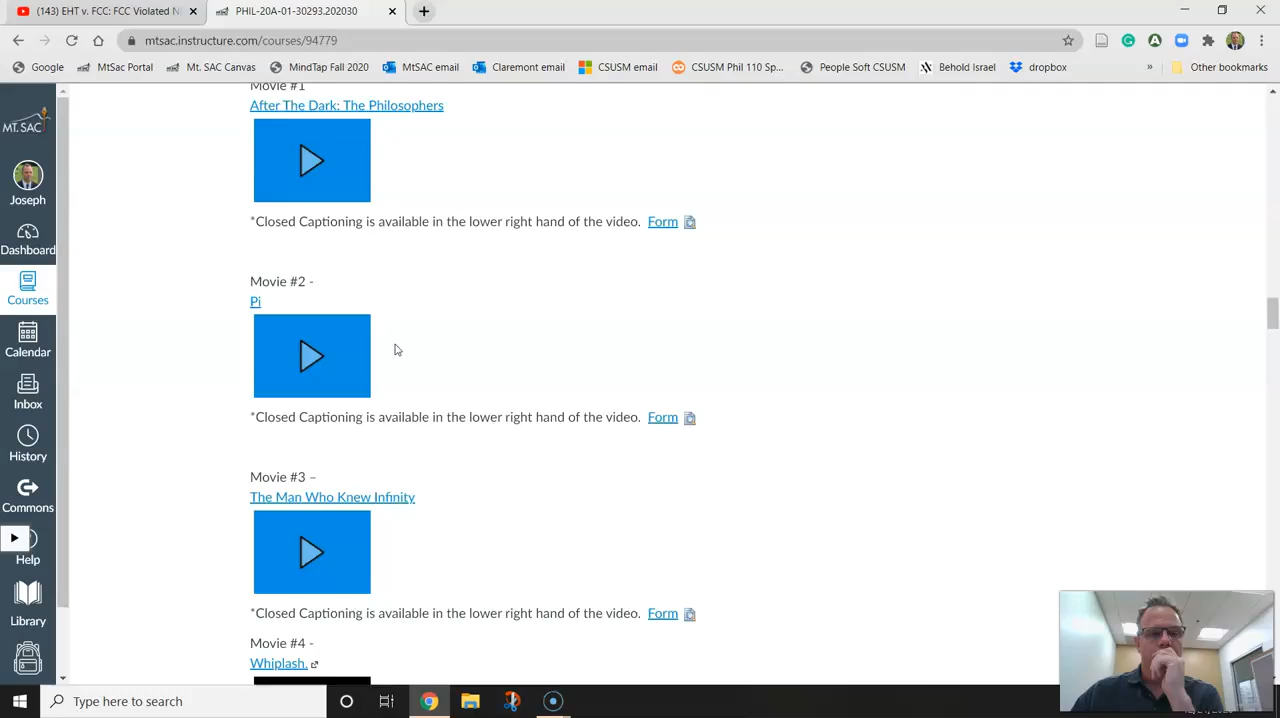 (143) EHT v. FCC: FCC Violated N
PHIL-20A-01-30293.202030
mtsac.instructure.com/courses/94779
Google
MtSac Portal
Mt. SAC Canvas
MindTap Fall 2020
MtSAC email
Claremont email
CSUSM email
CSUSM Phil 110 Sp...
People Soft CSUSM
Behold Israel
dropbox
»
Other bookmarks
MT. SAC
Joseph
Dashboard
Courses
Calendar
Inbox
History
Commons
Help
Library
Movie #1
After The Dark: The Philosophers
*Closed Captioning is available in the lower right hand of the video. Form
Movie #2 -
Pi
*Closed Captioning is available in the lower right hand of the video. Form
Movie #3 –
The Man Who Knew Infinity
*Closed Captioning is available in the lower right hand of the video. Form
Movie #4 -
Whiplash.
Type here to search